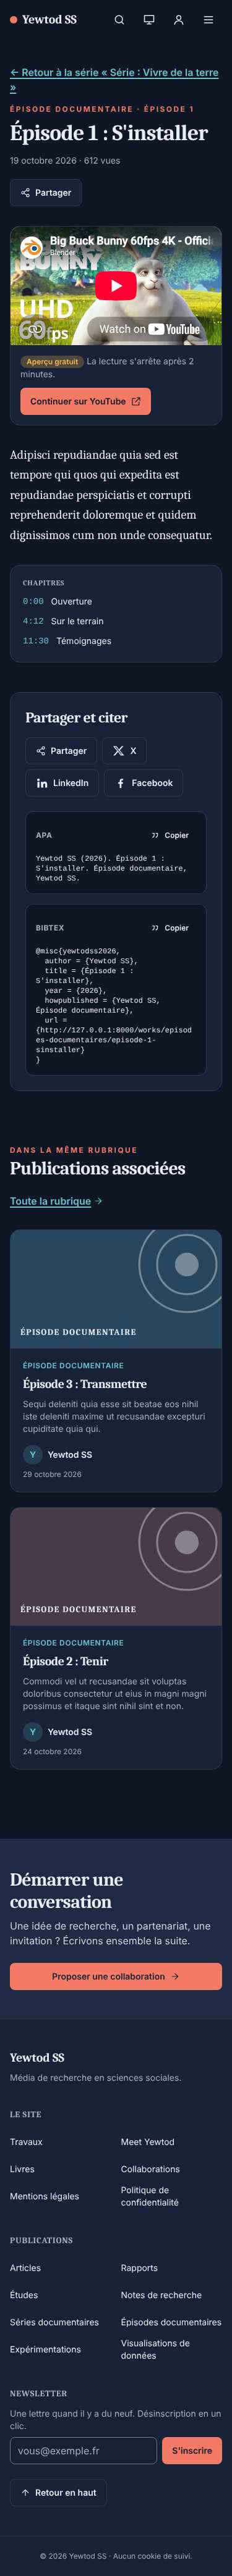 Yewtod SS
← Retour à la série « Série : Vivre de la terre
»
ÉPISODE DOCUMENTAIRE · ÉPISODE 1
Épisode 1 : S'installer
19 octobre 2026 · 612 vues
Partager
Big Buck Bunny 60fps 4K - Offici
Blender
BUNNY
UHD
60fps
Watch on YouTube
Aperçu gratuit La lecture s'arrête après 2
minutes.
Continuer sur YouTube
Adipisci repudiandae quia sed est
tempore qui quos qui expedita est
repudiandae perspiciatis et corrupti
reprehenderit doloremque et quidem
dignissimos eum non unde consequatur.
CHAPITRES
0:00 Ouverture
4:12 Sur le terrain
11:30 Témoignages
Partager et citer
Partager
X
LinkedIn
Facebook
APA
Copier
Yewtod SS (2026). Épisode 1 :
S'installer. Épisode documentaire,
Yewtod SS.
BIBTEX
Copier
@misc{yewtodss2026,
author = {Yewtod SS},
title = {Épisode 1 :
S'installer},
year = {2026},
howpublished = {Yewtod SS,
Épisode documentaire},
url =
{http://127.0.0.1:8000/works/episod
es-documentaires/episode-1-
sinstaller}
}
DANS LA MÊME RUBRIQUE
Publications associées
Toute la rubrique →
ÉPISODE DOCUMENTAIRE
ÉPISODE DOCUMENTAIRE
Épisode 3 : Transmettre
Sequi deleniti quia esse sit beatae eos nihil
iste deleniti maxime ut recusandae excepturi
cupiditate quia qui.
Y Yewtod SS
29 octobre 2026
ÉPISODE DOCUMENTAIRE
ÉPISODE DOCUMENTAIRE
Épisode 2 : Tenir
Commodi vel ut recusandae sit voluptas
doloribus consectetur ut eius in magni magni
possimus et itaque sint nihil sint et non.
Y Yewtod SS
24 octobre 2026
Démarrer une
conversation
Une idée de recherche, un partenariat, une
invitation ? Écrivons ensemble la suite.
Proposer une collaboration →
Yewtod SS
Média de recherche en sciences sociales.
LE SITE
Travaux
Meet Yewtod
Livres
Collaborations
Mentions légales
Politique de
confidentialité
PUBLICATIONS
Articles
Rapports
Études
Notes de recherche
Séries documentaires
Épisodes documentaires
Expérimentations
Visualisations de
données
NEWSLETTER
Une lettre quand il y a du neuf. Désinscription en un
clic.
vous@exemple.fr
S'inscrire
↑ Retour en haut
© 2026 Yewtod SS · Aucun cookie de suivi.